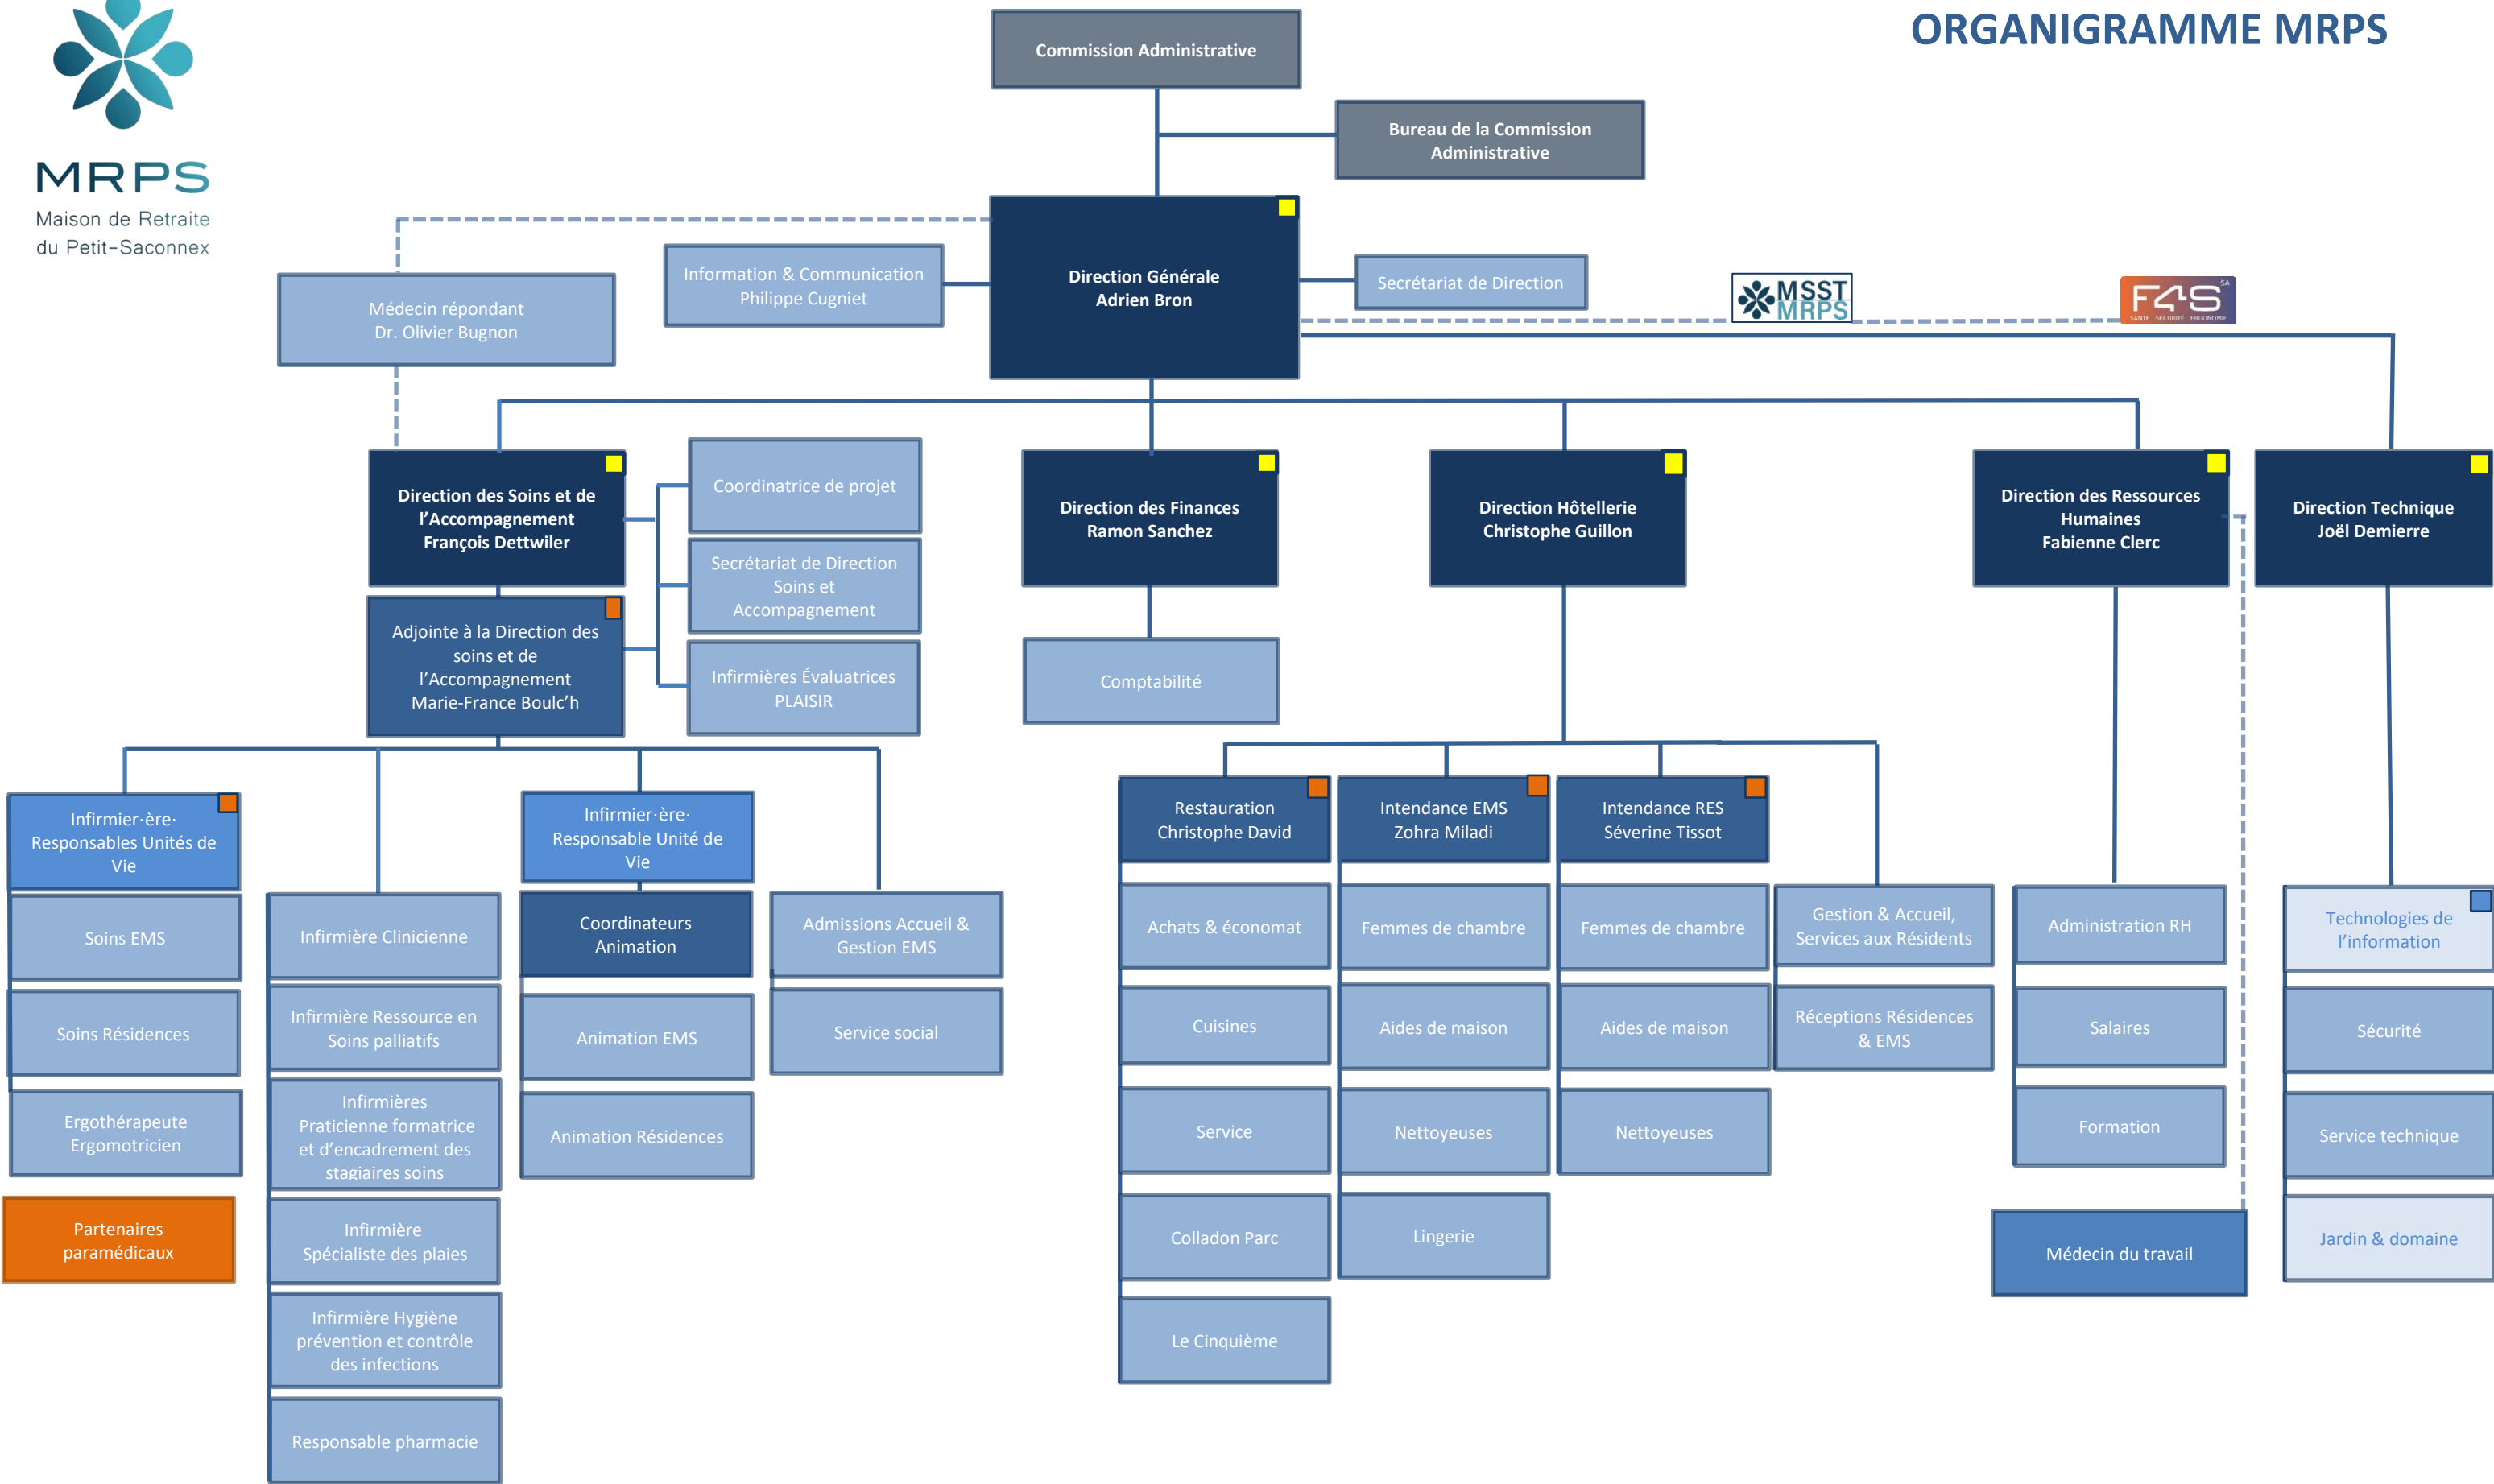 ORGANIGRAMME MRPS
MRPS
Maison de Retraite
du Petit-Saconnex
Commission Administrative
Bureau de la Commission
Administrative
Direction Générale
Adrien Bron
Information & Communication
Philippe Cugniet
Secrétariat de Direction
Médecin répondant
Dr. Olivier Bugnon
MSST
MRPS
F4S SA
SANTÉ SÉCURITÉ ERGONOMIE
Direction des Soins et de
l’Accompagnement
François Dettwiler
Coordinatrice de projet
Secrétariat de Direction
Soins et
Accompagnement
Infirmières Évaluatrices
PLAISIR
Adjointe à la Direction des
soins et de
l’Accompagnement
Marie-France Boulc’h
Direction des Finances
Ramon Sanchez
Comptabilité
Direction Hôtellerie
Christophe Guillon
Direction des Ressources
Humaines
Fabienne Clerc
Direction Technique
Joël Demierre
Infirmier·ère·
Responsables Unités de
Vie
Soins EMS
Soins Résidences
Ergothérapeute
Ergomotricien
Partenaires
paramédicaux
Infirmière Clinicienne
Infirmière Ressource en
Soins palliatifs
Infirmières
Praticienne formatrice
et d’encadrement des
stagiaires soins
Infirmière
Spécialiste des plaies
Infirmière Hygiène
prévention et contrôle
des infections
Responsable pharmacie
Infirmier·ère·
Responsable Unité de
Vie
Coordinateurs
Animation
Animation EMS
Animation Résidences
Admissions Accueil &
Gestion EMS
Service social
Restauration
Christophe David
Achats & économat
Cuisines
Service
Colladon Parc
Le Cinquième
Intendance EMS
Zohra Miladi
Femmes de chambre
Aides de maison
Nettoyeuses
Lingerie
Intendance RES
Séverine Tissot
Femmes de chambre
Aides de maison
Nettoyeuses
Gestion & Accueil,
Services aux Résidents
Réceptions Résidences
& EMS
Administration RH
Salaires
Formation
Médecin du travail
Technologies de
l’information
Sécurité
Service technique
Jardin & domaine